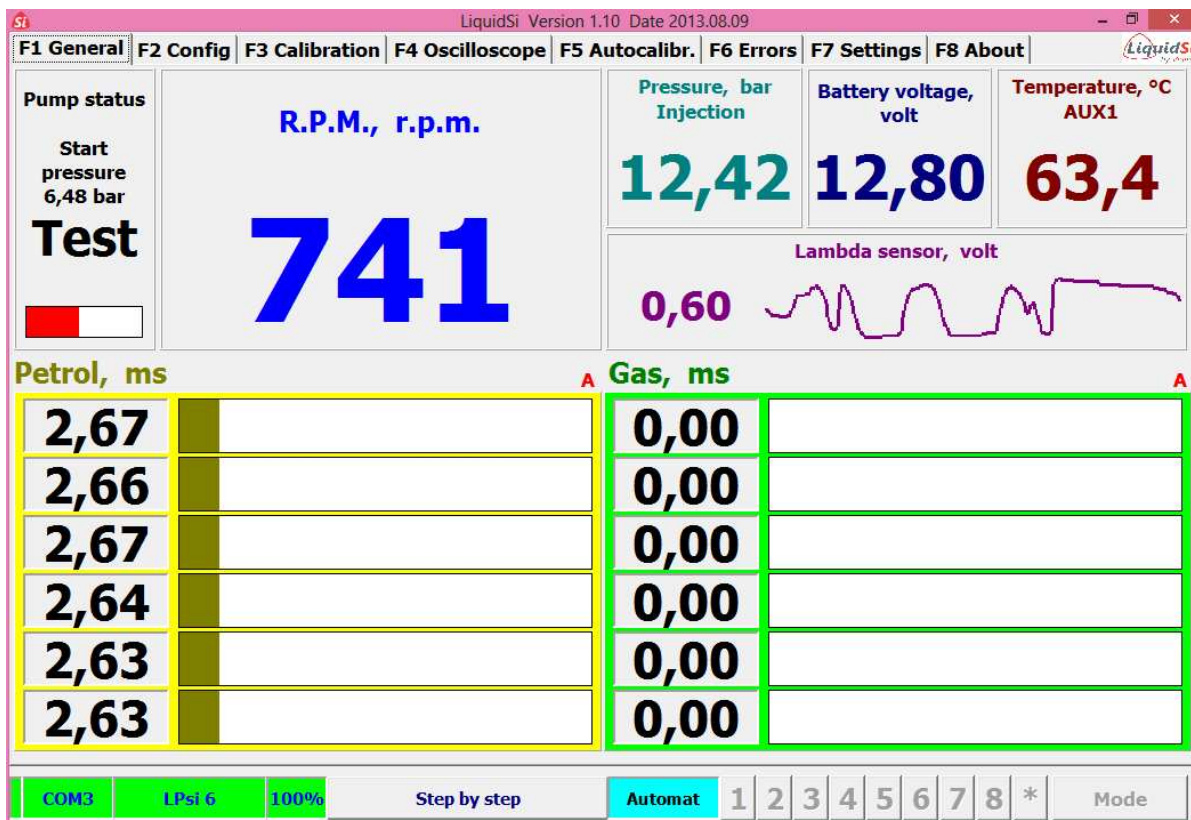 Si LiquidSi Version 1.10 Date 2013.08.09
F1 General F2 Config F3 Calibration F4 Oscilloscope F5 Autocalibr. F6 Errors F7 Settings F8 About
Pump status
Start
pressure
6,48 bar
Test
R.P.M., r.p.m.
741
Pressure, bar
Injection
12,42
Battery voltage,
volt
12,80
Temperature, °C
AUX1
63,4
Lambda sensor, volt
0,60
Petrol, ms A
2,67
2,66
2,67
2,64
2,63
2,63
Gas, ms A
0,00
0,00
0,00
0,00
0,00
0,00
COM3 LPsi 6 100% Step by step Automat 1 2 3 4 5 6 7 8 * Mode